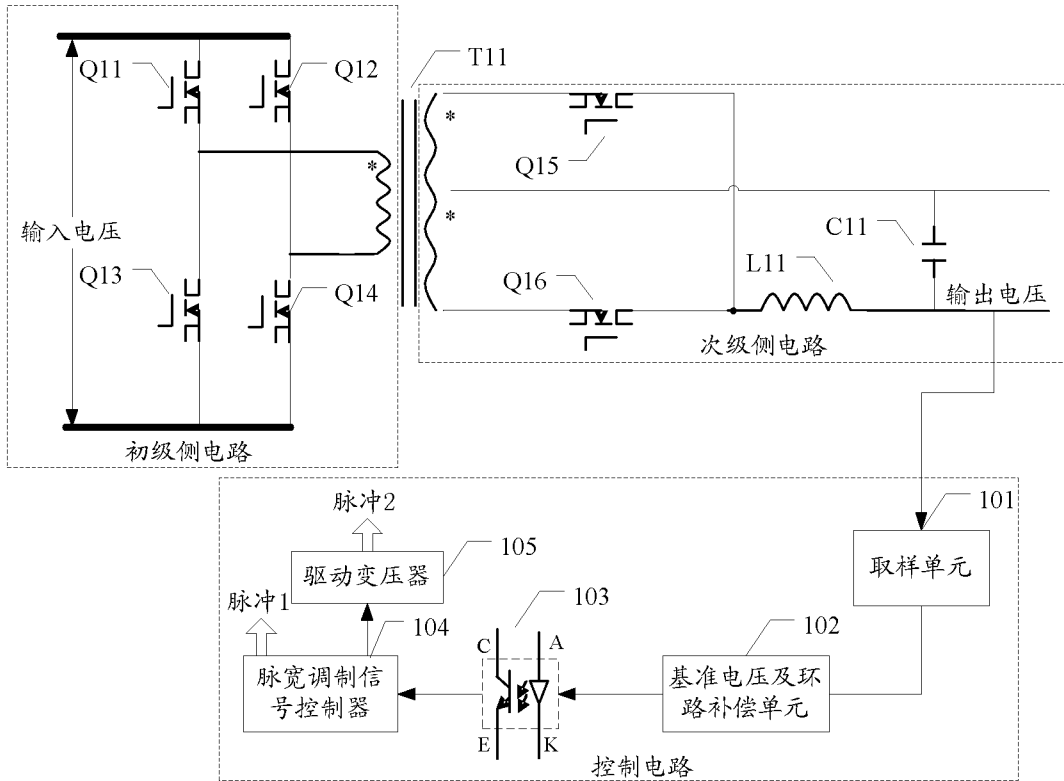 Q11
Q12
T11
*
*
Q15
*
输入电压
C11
Q13
Q14
Q16
L11
输出电压
次级侧电路
初级侧电路
脉冲2
101
105
驱动变压器
取样单元
脉冲1
103
104
C
A
102
脉宽调制信
号控制器
基准电压及环
路补偿单元
E
K
控制电路